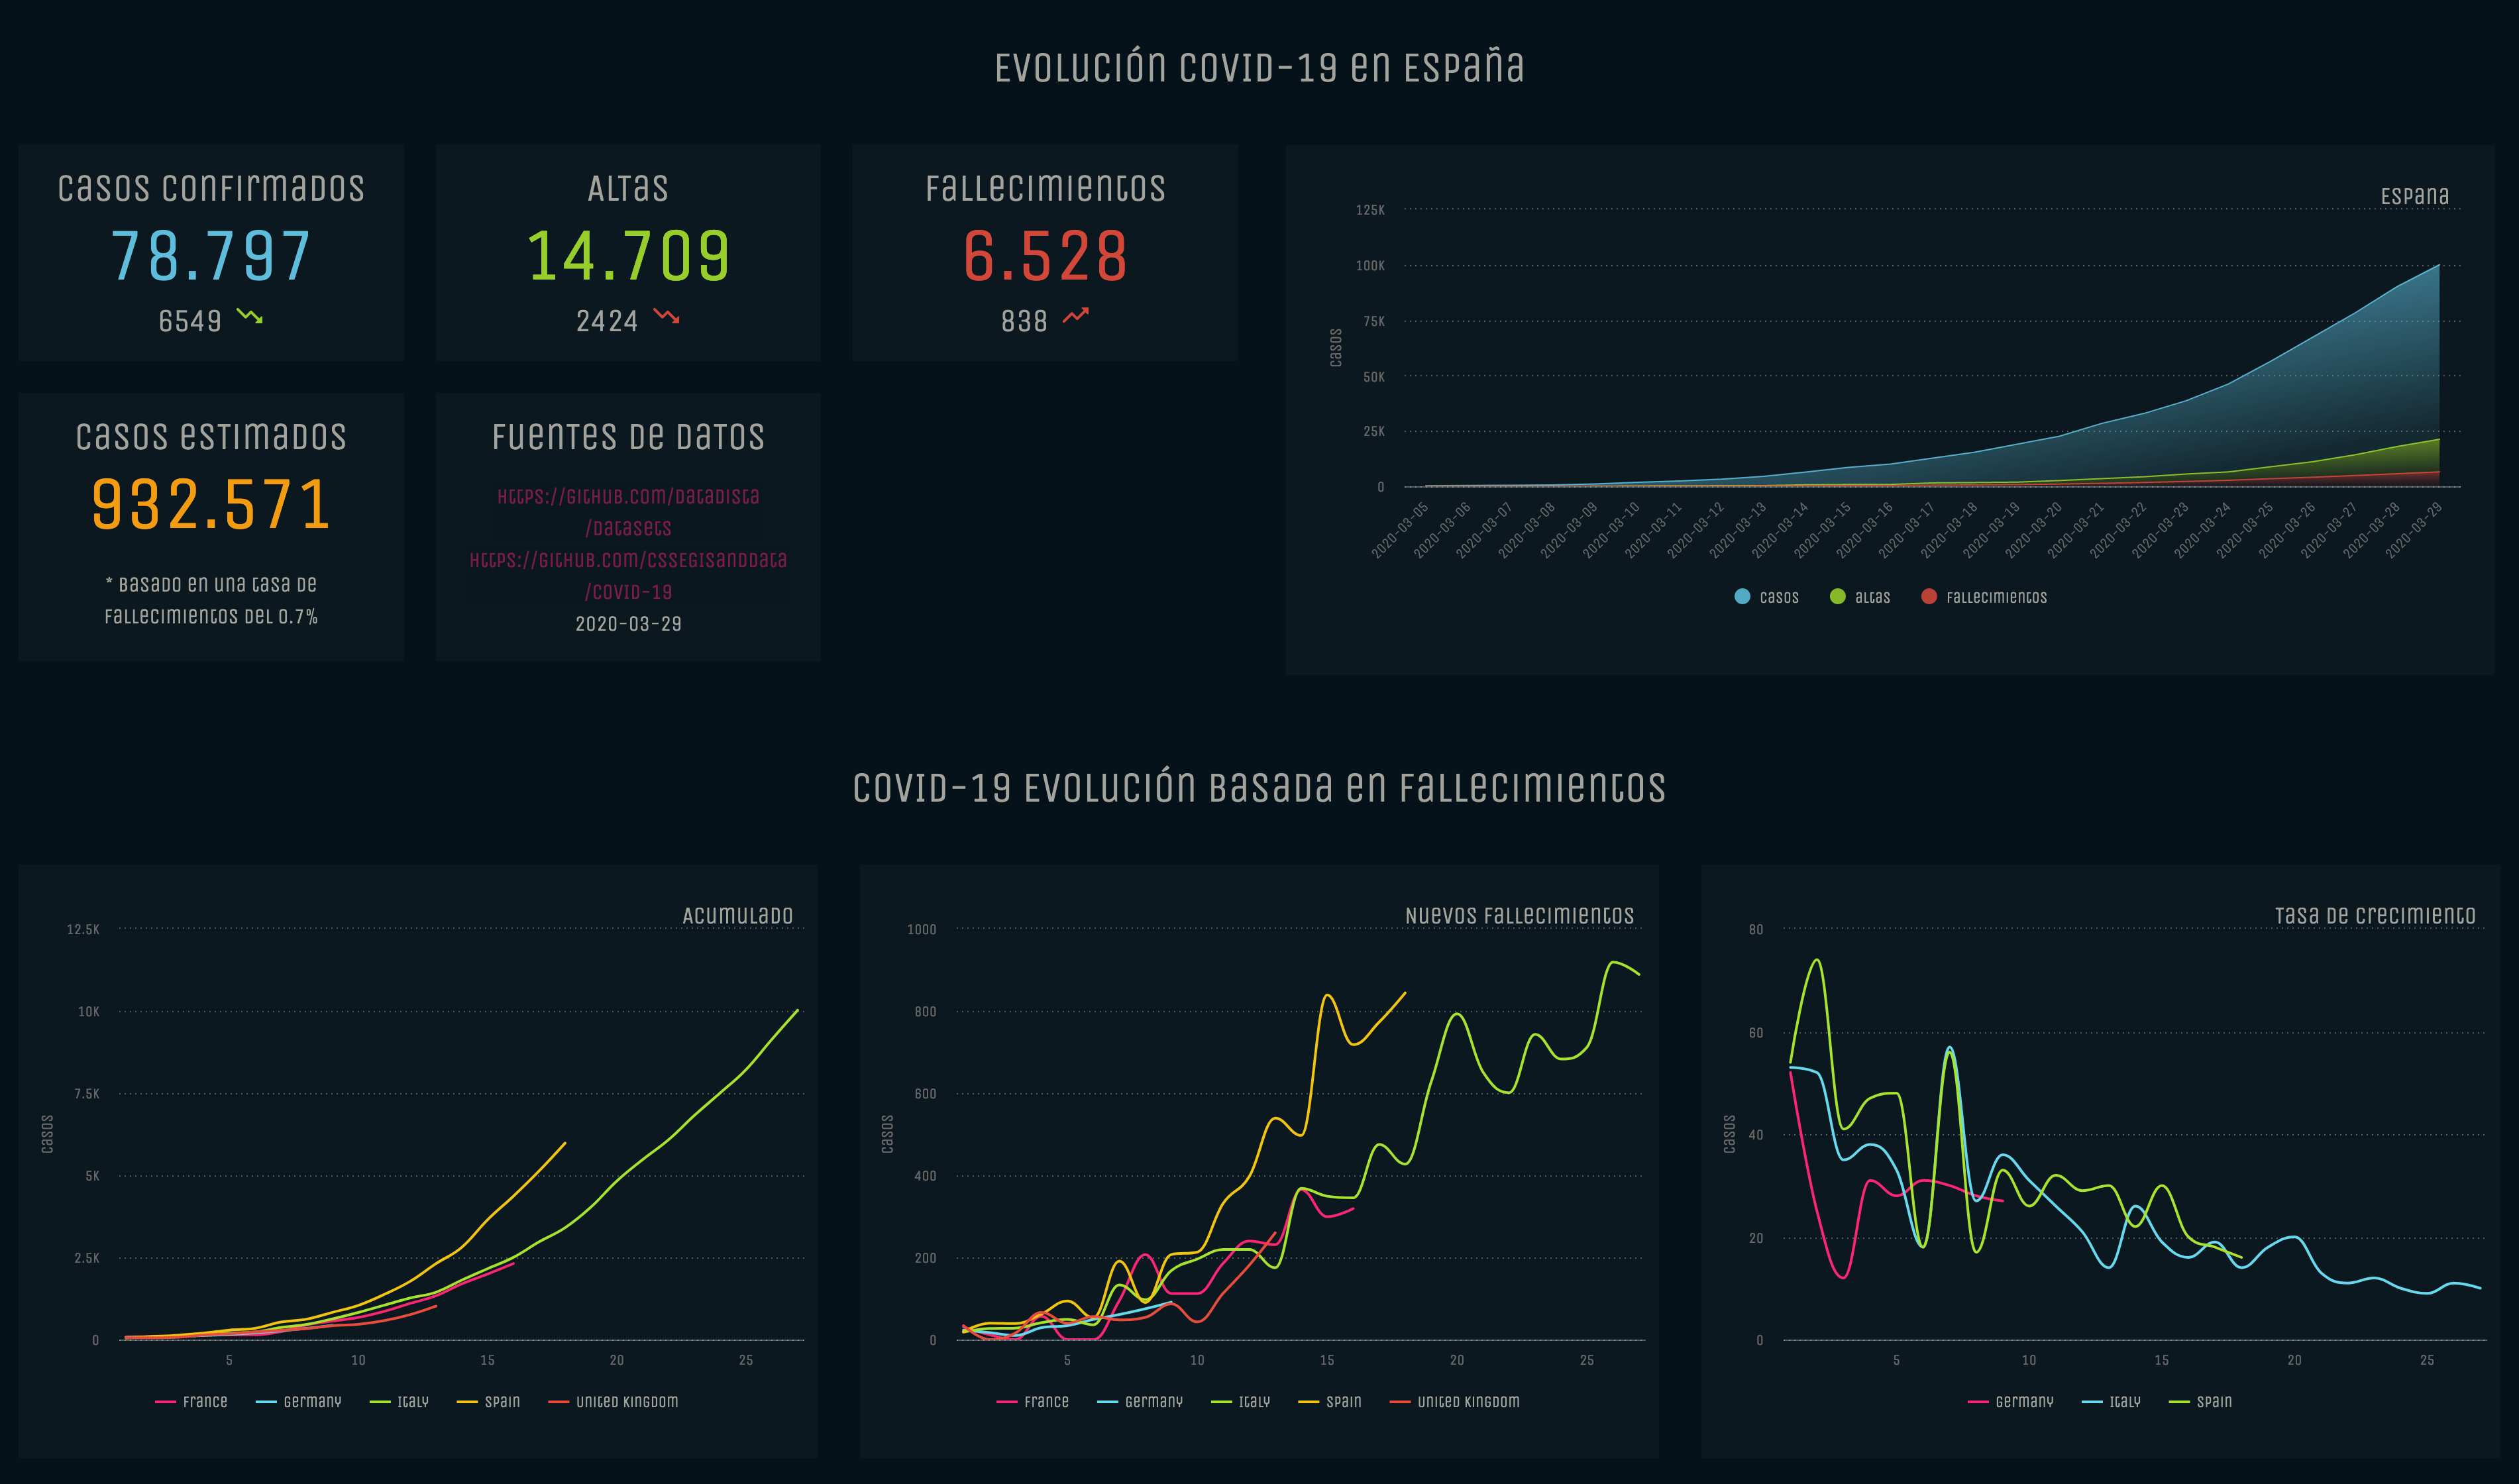 Evolución COVID-19 en España
Casos confirmados
78.797
6549
Altas
14.709
2424
Fallecimientos
6.528
838
Casos estimados
932.571
* Basado en una tasa de
fallecimientos del 0.7%
Fuentes de datos
https://github.com/datadista
/datasets
https://github.com/CSSEGISandData
/COVID-19
2020-03-29
Espana
125K
100K
75K
50K
25K
0
Casos
2020-03-05
2020-03-06
2020-03-07
2020-03-08
2020-03-09
2020-03-10
2020-03-11
2020-03-12
2020-03-13
2020-03-14
2020-03-15
2020-03-16
2020-03-17
2020-03-18
2020-03-19
2020-03-20
2020-03-21
2020-03-22
2020-03-23
2020-03-24
2020-03-25
2020-03-26
2020-03-27
2020-03-28
2020-03-29
casos altas fallecimientos
COVID-19 Evolución basada en fallecimientos
Acumulado
12.5K
10K
7.5K
5K
2.5K
0
Casos
5 10 15 20 25
France Germany Italy Spain United Kingdom
Nuevos fallecimientos
1000
800
600
400
200
0
Casos
5 10 15 20 25
France Germany Italy Spain United Kingdom
Tasa de crecimiento
80
60
40
20
0
Casos
5 10 15 20 25
Germany Italy Spain